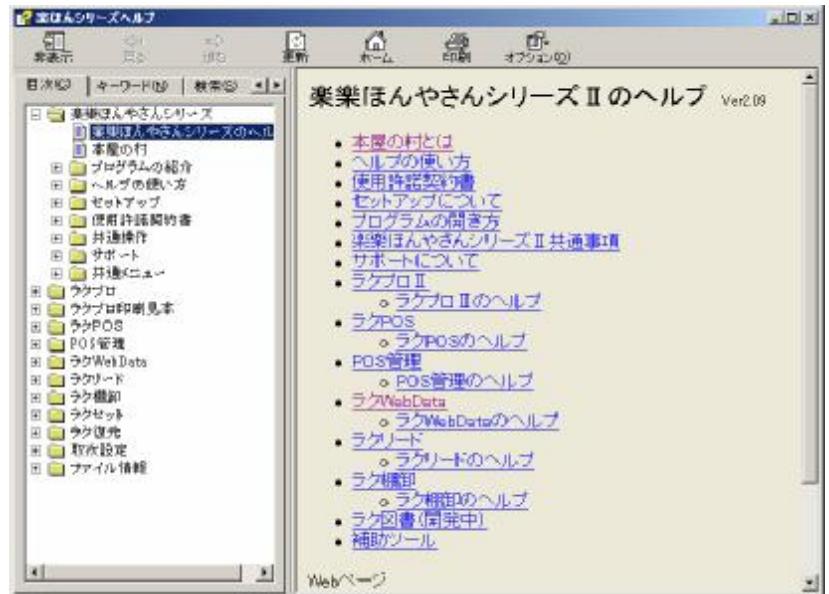 楽ほんシリーズヘルプ
非表示 戻る 進む 更新 ホーム 印刷 オプション(O)
目次(C) キーワード(N) 検索(S)
楽楽ほんやさんシリーズ
楽楽ほんやさんシリーズのヘル
本屋の村
プログラムの紹介
ヘルプの使い方
セットアップ
使用許諾契約書
共通操作
サポート
共通メニュー
ラクプロ
ラクプロ印刷見本
ラクPOS
POS管理
ラクWebData
ラクリード
ラク棚卸
ラクセット
ラク復元
取次設定
ファイル情報
楽楽ほんやさんシリーズⅡのヘルプ Ver2.09
本屋の村とは
ヘルプの使い方
使用許諾契約書
セットアップについて
プログラムの開き方
楽楽ほんやさんシリーズⅡ共通事項
サポートについて
ラクプロⅡ
ラクプロⅡのヘルプ
ラクPOS
ラクPOSのヘルプ
POS管理
POS管理のヘルプ
ラクWebData
ラクWebDataのヘルプ
ラクリード
ラクリードのヘルプ
ラク棚卸
ラク棚卸のヘルプ
ラク図書(開発中)
補助ツール
Webページ